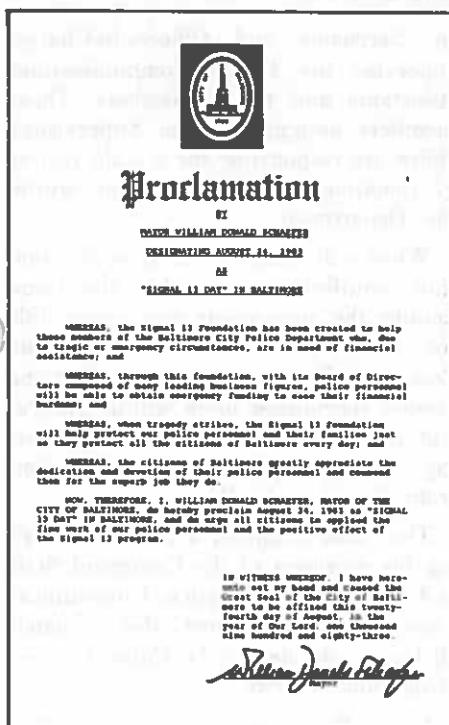 Proclamation
BY
MAYOR WILLIAM DONALD SCHAEFER
DESIGNATING AUGUST 24, 1983
AS
"SIGNAL 13 DAY" IN BALTIMORE
WHEREAS, the Signal 13 Foundation has been created to help
those members of the Baltimore City Police Department who, due
to tragic or emergency circumstances, are in need of financial
assistance; and
WHEREAS, through this foundation, with its Board of Direc-
tors composed of many leading business figures, police personnel
will be able to obtain emergency funding to ease their financial
burdens; and
WHEREAS, when tragedy strikes, the Signal 13 foundation
will help protect our police personnel and their families just
as they protect all the citizens of Baltimore every day; and
WHEREAS, the citizens of Baltimore greatly appreciate the
dedication and devotion of their police personnel and commend
them for the superb job they do.
NOW, THEREFORE, I, WILLIAM DONALD SCHAEFER, MAYOR OF THE
CITY OF BALTIMORE, do hereby proclaim August 24, 1983 as "SIGNAL
13 DAY" IN BALTIMORE, and do urge all citizens to applaud the
fine work of our police personnel and the positive effect of
the Signal 13 program.
IN WITNESS WHEREOF, I have here-
unto set my hand and caused the
Great Seal of the City of Balti-
more to be affixed this twenty-
fourth day of August, in the
year of Our Lord, one thousand
nine hundred and eighty-three.
William Donald Schaefer
Mayor